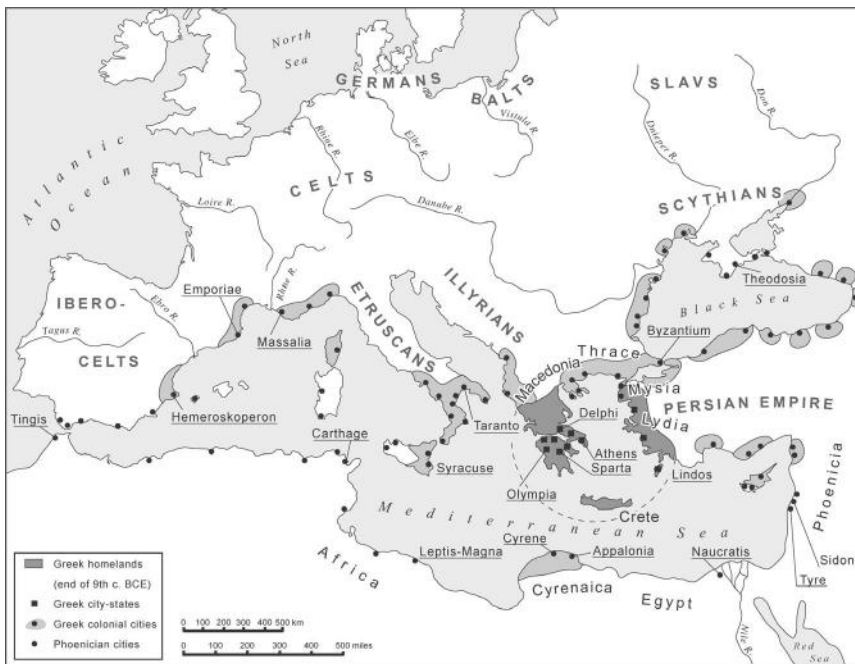 North
Sea
Atlantic
Ocean
GERMANS
BALTS
SLAVS
Vistula R.
Elbe R.
Rhine R.
Dnieper R.
Don R.
CELTS
SCYTHIANS
Loire R.
Danube R.
Theodosia
Black Sea
Emporiae
Rhône R.
IBERO-
CELTS
Ebro R.
Tagus R.
Massalia
ETRUSCANS
ILLYRIANS
Byzantium
Thrace
Macedonia
Mysia
PERSIAN EMPIRE
Lydia
Delphi
Tingis
Hemeroskoperon
Carthage
Taranto
Athens
Sparta
Syracuse
Olympia
Lindos
Phoenicia
Crete
Mediterranean Sea
Cyrene
Leptis-Magna
Appalonia
Naucratis
Sidon
Tyre
Africa
Cyrenaica
Egypt
Nile R.
Red
Sea
Greek homelands
(end of 9th c. BCE)
Greek city-states
Greek colonial cities
Phoenician cities
0 100 200 300 400 500 km
0 100 200 300 400 500 miles